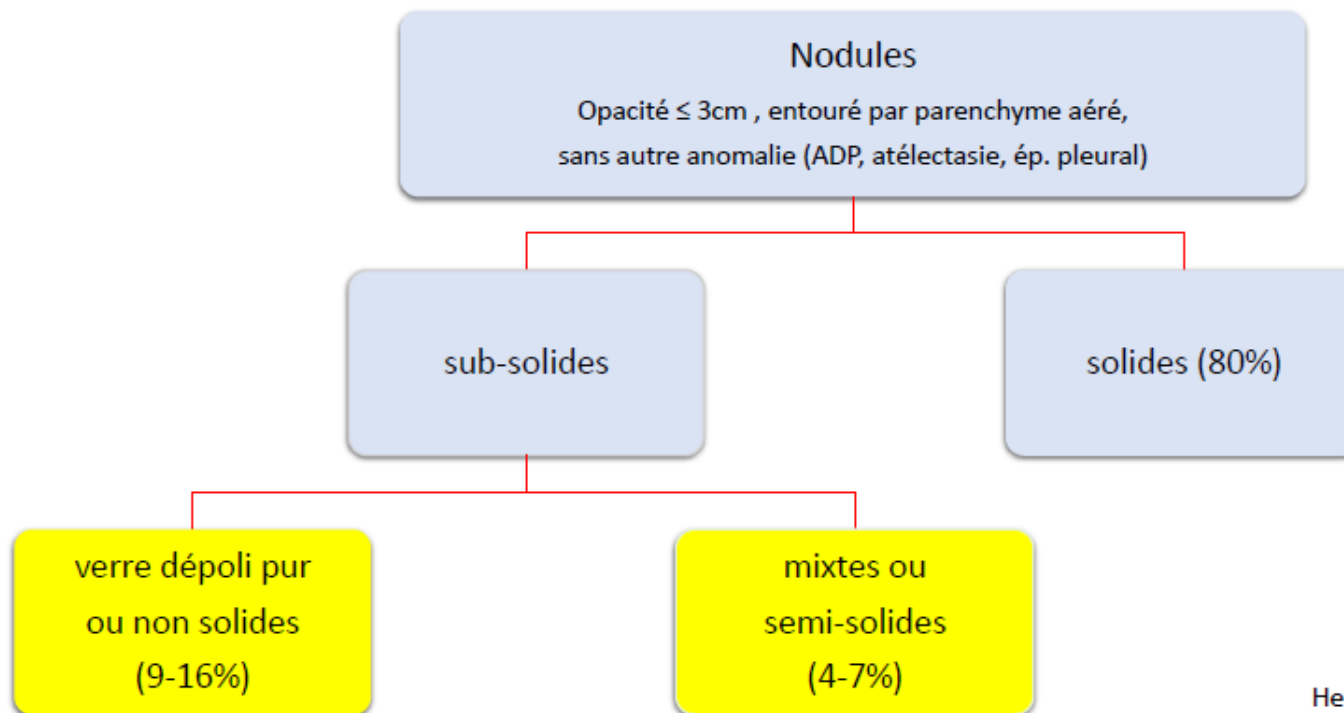 Nodules
Opacité ≤ 3cm , entouré par parenchyme aéré,
sans autre anomalie (ADP, atélectasie, ép. pleural)
sub-solides
solides (80%)
verre dépoli pur
ou non solides
(9-16%)
mixtes ou
semi-solides
(4-7%)
He